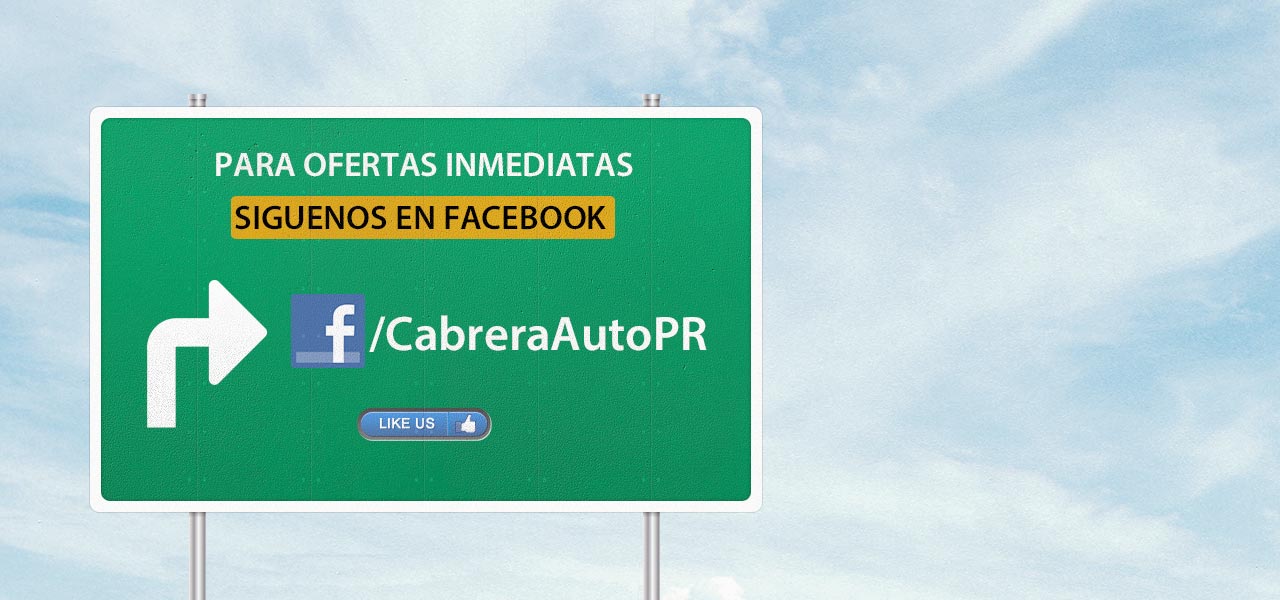 PARA OFERTAS INMEDIATAS
SIGUENOS EN FACEBOOK
f/CabreraAutoPR
LIKE US